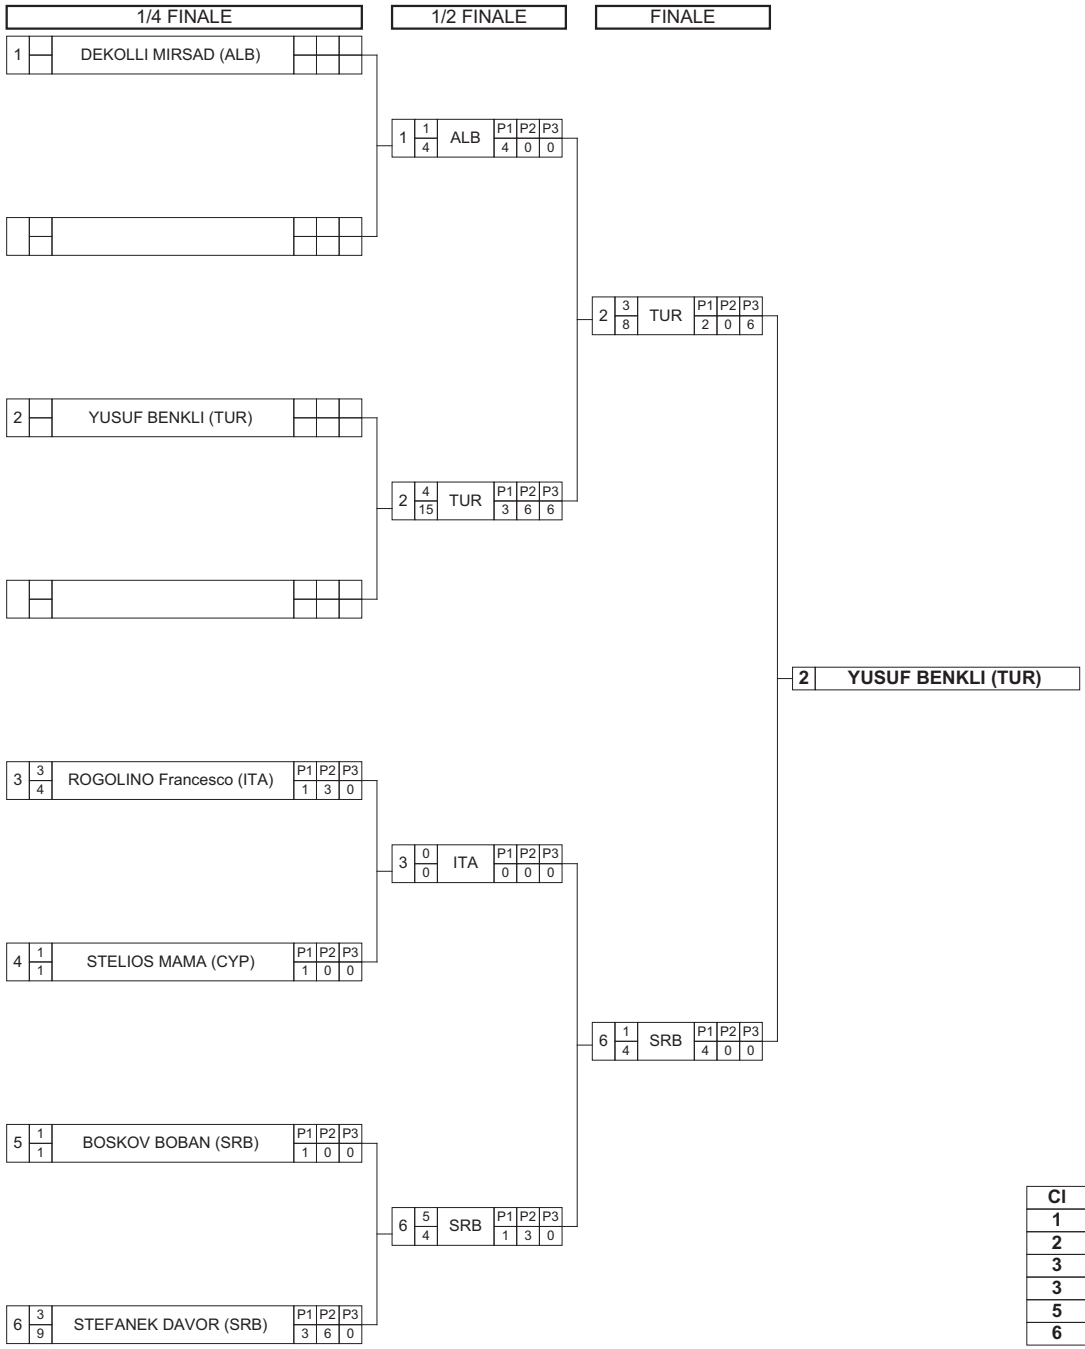 1/4 FINALE 1/2 FINALE FINALE
1 DEKOLLI MIRSAD (ALB)
1 1 ALB P1 P2 P3
4 4 0 0
2 3 TUR P1 P2 P3
8 2 0 6
2 YUSUF BENKLI (TUR)
2 4 TUR P1 P2 P3
15 3 6 6
2 YUSUF BENKLI (TUR)
3 3 ROGOLINO Francesco (ITA) P1 P2 P3
4 1 3 0
3 0 ITA P1 P2 P3
0 0 0 0
4 1 STELIOS MAMA (CYP) P1 P2 P3
1 1 0 0
6 1 SRB P1 P2 P3
4 4 0 0
5 1 BOSKOV BOBAN (SRB) P1 P2 P3
1 1 0 0
6 5 SRB P1 P2 P3
4 1 3 0
6 3 STEFANEK DAVOR (SRB) P1 P2 P3
9 3 6 0
Cl
1
2
3
3
5
6